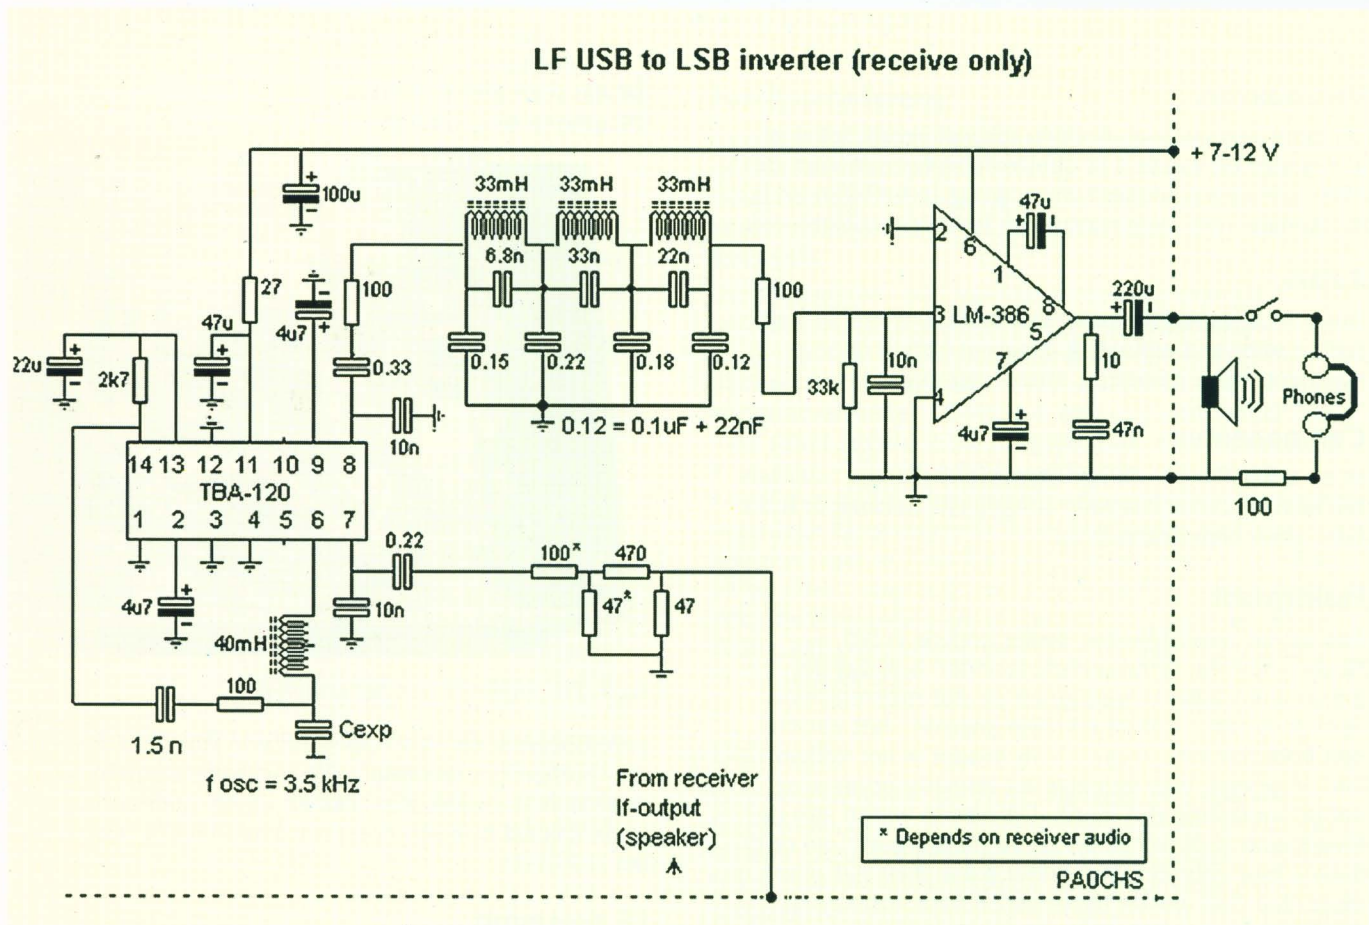 LF USB to LSB inverter (receive only)
+ 7-12 V
+
100u
-
33mH 33mH 33mH
47u
+ -
2 6 1
27
-
4u7
+
100
6.8n 33n 22n
100
3 LM-386 8
5
220u
+ -
47u
+
-
22u
+
-
2k7
0.33
0.15 0.22 0.18 0.12
33k
10n
7
10
Phones
4
4u7
+
-
47n
10n
0.12 = 0.1uF + 22nF
14 13 12 11 10 9 8
TBA-120
1 2 3 4 5 6 7
100
0.22
100* 470
4u7
+
-
10n
47* 47
40mH
100
1.5 n
Cexp
f osc = 3.5 kHz
From receiver
lf-output
(speaker)
* Depends on receiver audio
PA0CHS